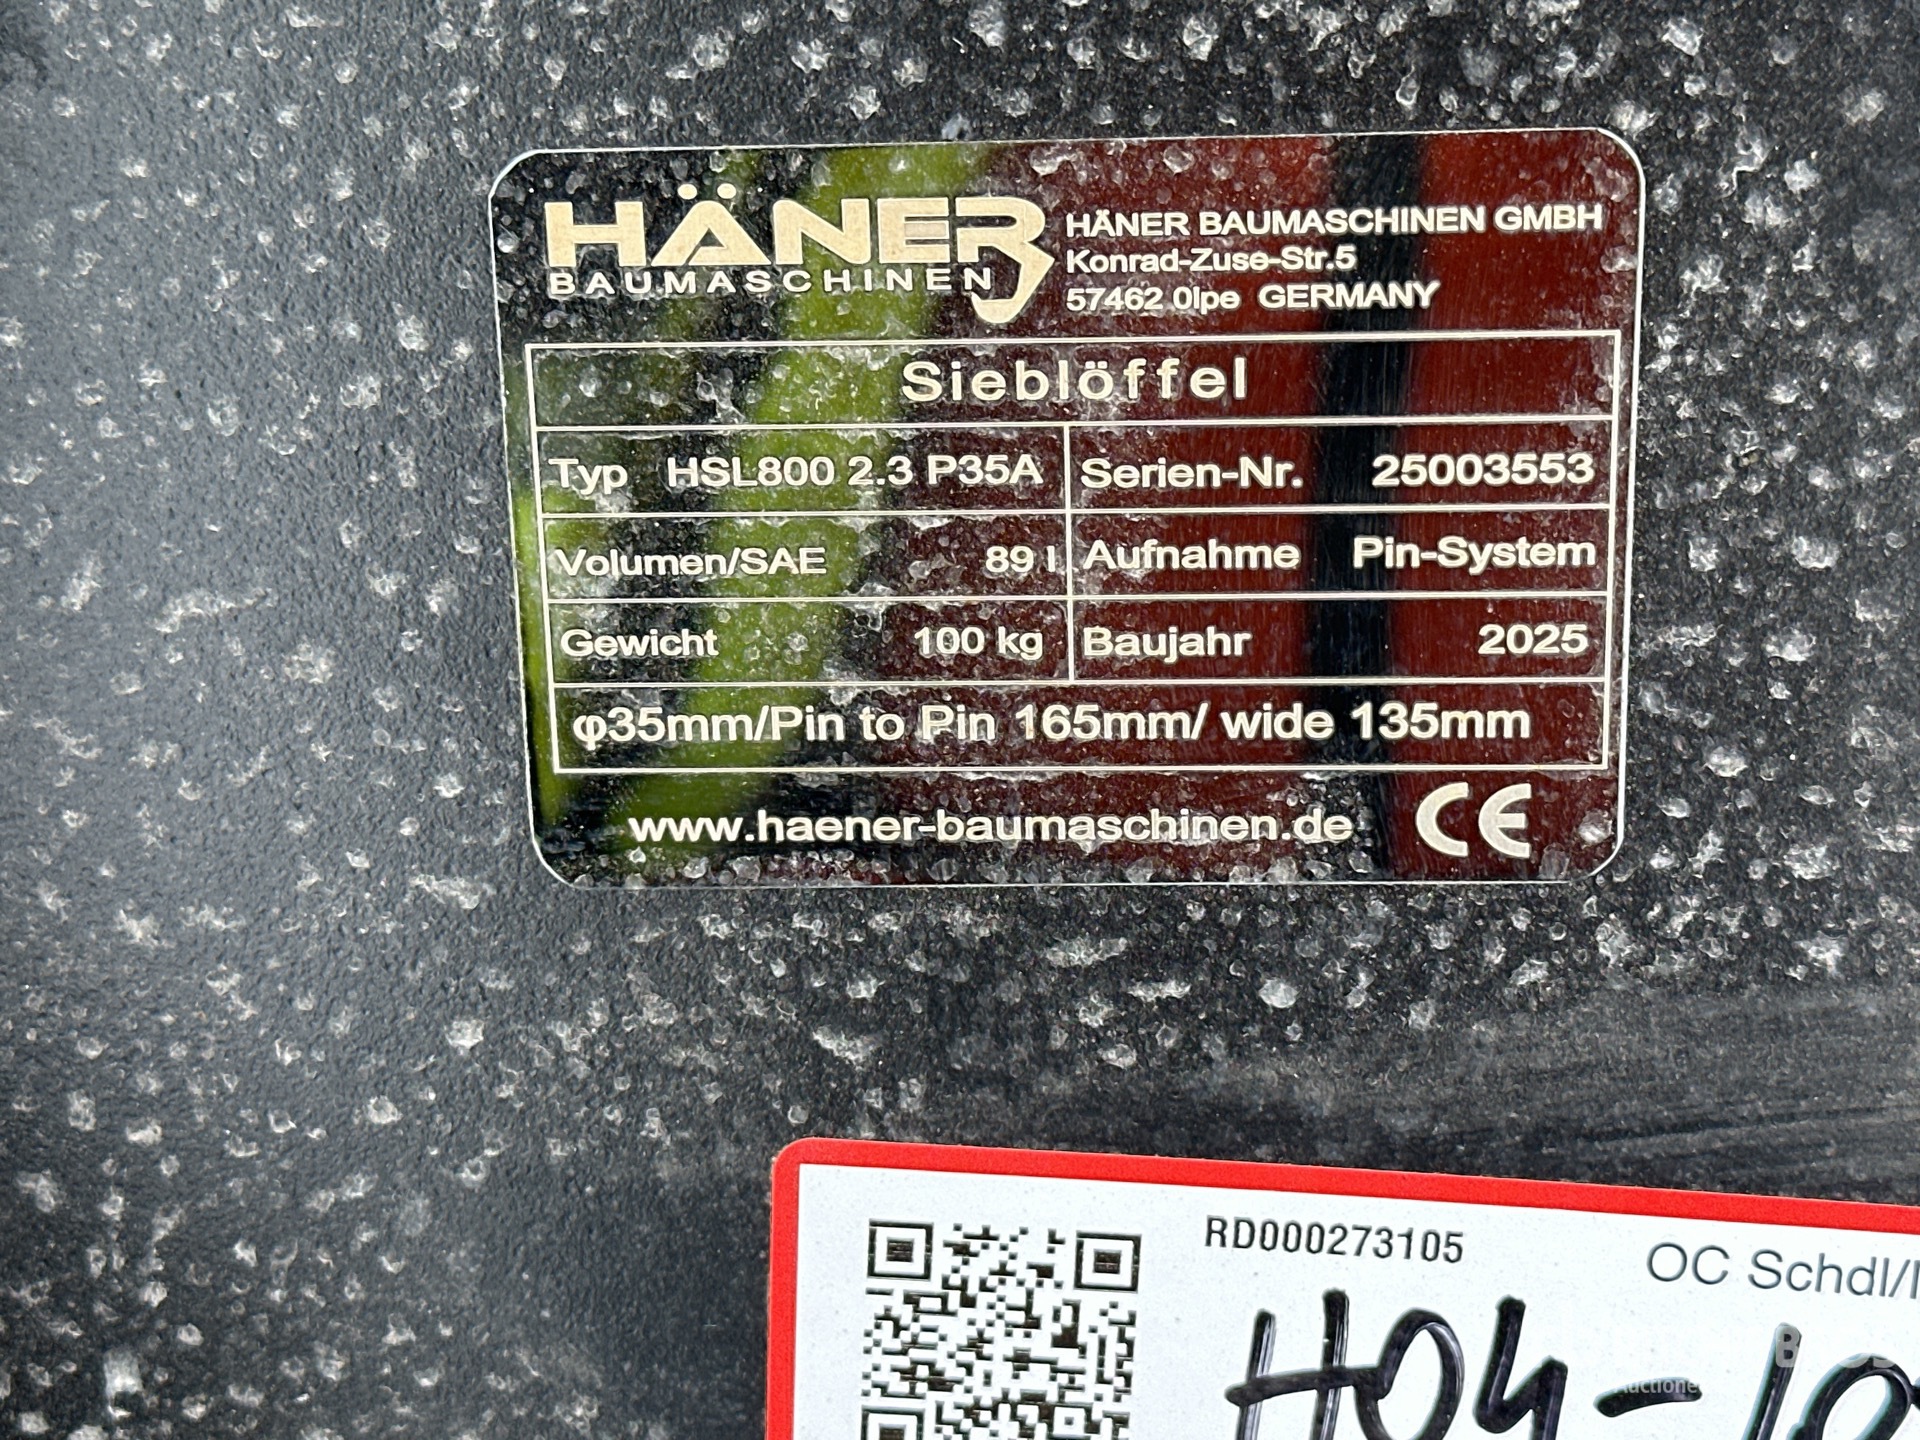 HÄNER
BAUMASCHINEN
HÄNER BAUMASCHINEN GMBH
Konrad-Zuse-Str.5
57462 Olpe GERMANY
Sieblöffel
Typ HSL800 2.3 P35A
Serien-Nr. 25003553
Volumen/SAE 89 l
Aufnahme Pin-System
Gewicht 100 kg
Baujahr 2025
φ35mm/Pin to Pin 165mm/ wide 135mm
www.haener-baumaschinen.de
CE
RD000273105
OC Schdl/
H04-10